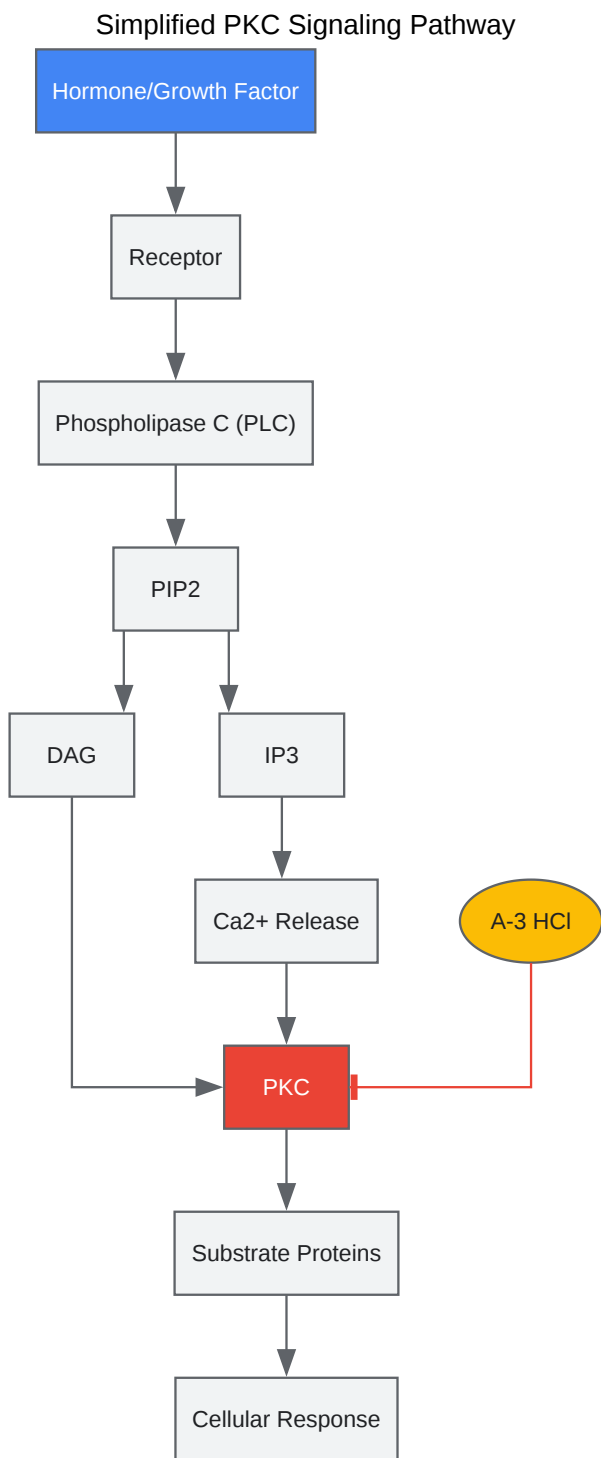 Simplified PKC Signaling Pathway
Hormone/Growth Factor
Receptor
Phospholipase C (PLC)
PIP2
DAG
IP3
Ca2+ Release
A-3 HCl
PKC
Substrate Proteins
Cellular Response